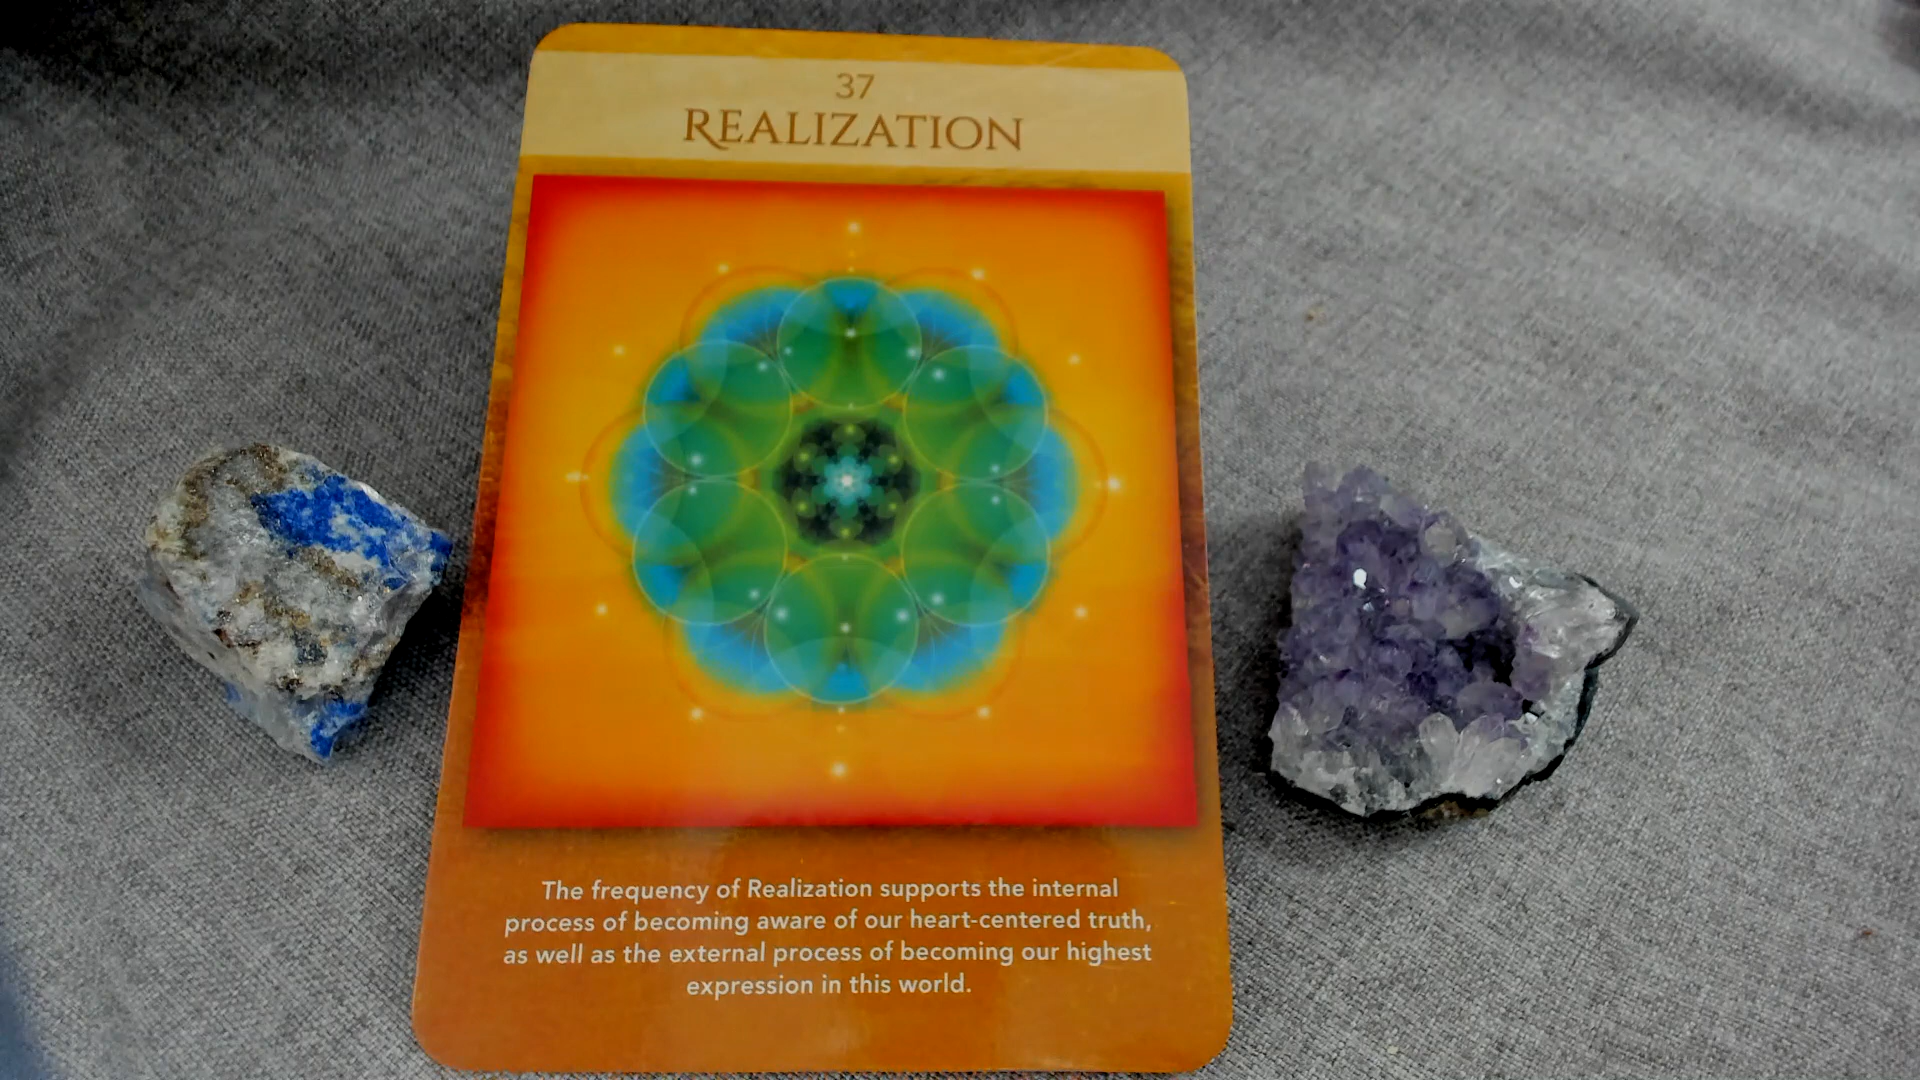 37
REALIZATION
The frequency of Realization supports the internal
process of becoming aware of our heart-centered truth,
as well as the external process of becoming our highest
expression in this world.